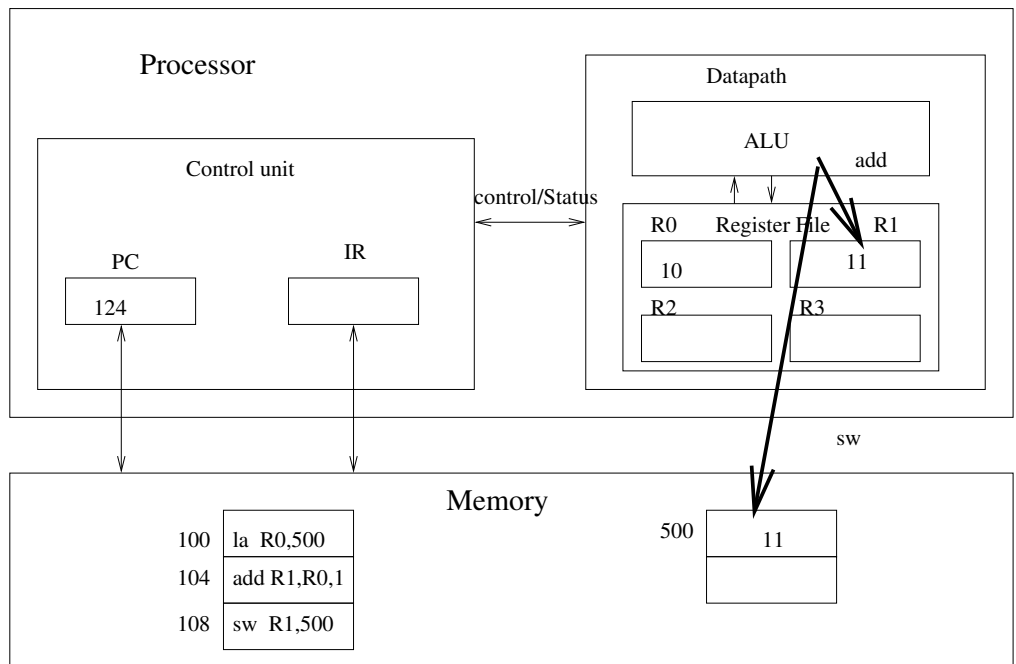 Processor
Datapath
ALU
add
Control unit
control/Status
R0 Register File R1
PC
IR
10
11
124
R2
R3
sw
Memory
100 la R0,500
500 11
104 add R1,R0,1
108 sw R1,500